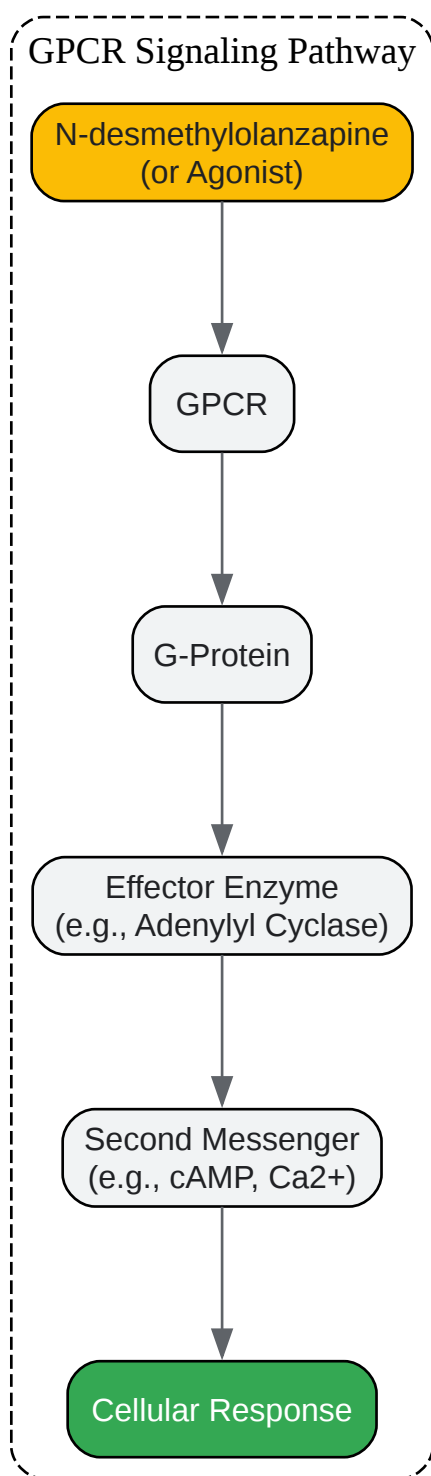 GPCR Signaling Pathway
N-desmethylolanzapine
(or Agonist)
GPCR
G-Protein
Effector Enzyme
(e.g., Adenylyl Cyclase)
Second Messenger
(e.g., cAMP, Ca2+)
Cellular Response